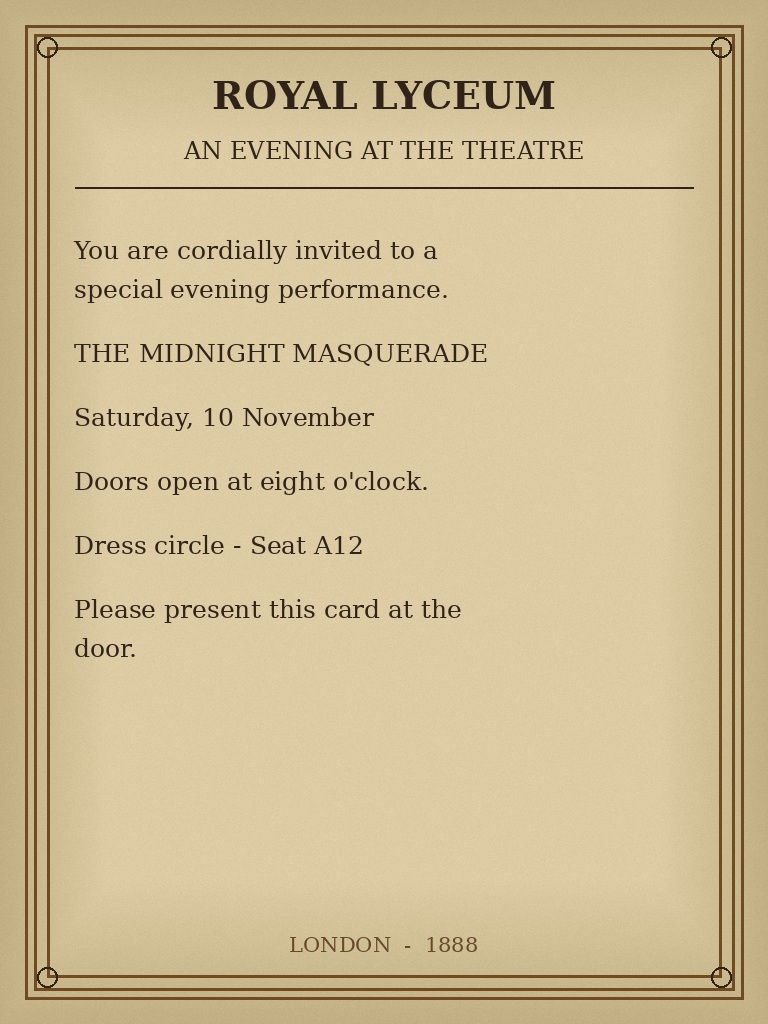 ROYAL LYCEUM
AN EVENING AT THE THEATRE
You are cordially invited to a
special evening performance.
THE MIDNIGHT MASQUERADE
Saturday, 10 November
Doors open at eight o'clock.
Dress circle - Seat A12
Please present this card at the
door.
LONDON - 1888